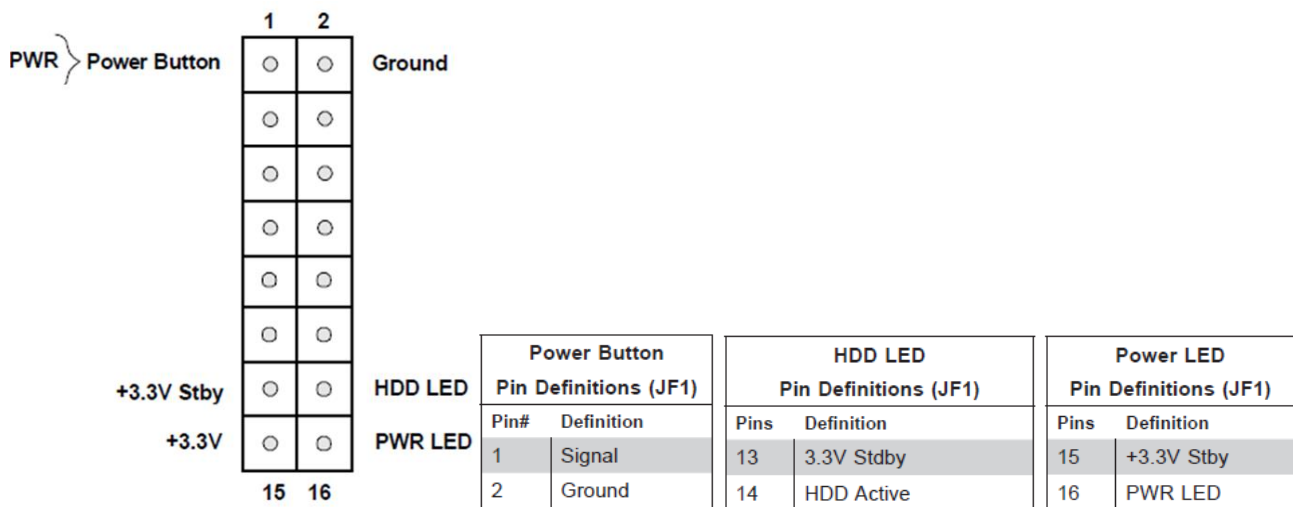 1 2
PWR Power Button Ground
+3.3V Stby HDD LED
+3.3V PWR LED
15 16
Power Button
Pin Definitions (JF1)
Pin# Definition
1 Signal
2 Ground
HDD LED
Pin Definitions (JF1)
Pins Definition
13 3.3V Stdby
14 HDD Active
Power LED
Pin Definitions (JF1)
Pins Definition
15 +3.3V Stby
16 PWR LED